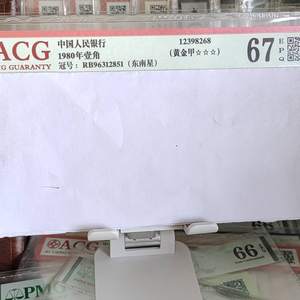 ACG
NG GUARANTY
中国人民银行
1980年壹角
冠号：RB96312851（东南星）
12398268
（黄金甲☆☆☆）
67
E
P
Q
ACG
66
PMG